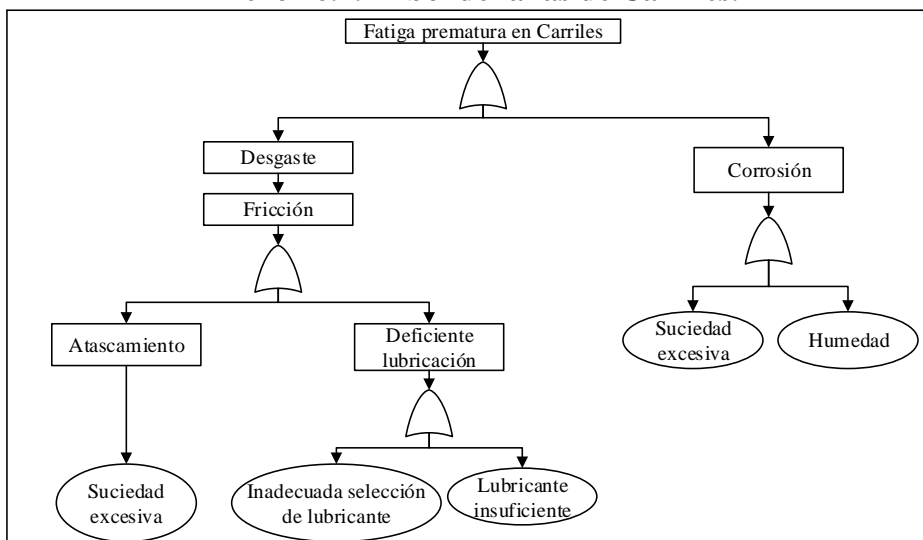 Fatiga prematura en Carriles
Desgaste
Corrosión
Fricción
Atascamiento
Deficiente
lubricación
Suciedad
excesiva
Humedad
Suciedad
excesiva
Inadecuada selección
de lubricante
Lubricante
insuficiente